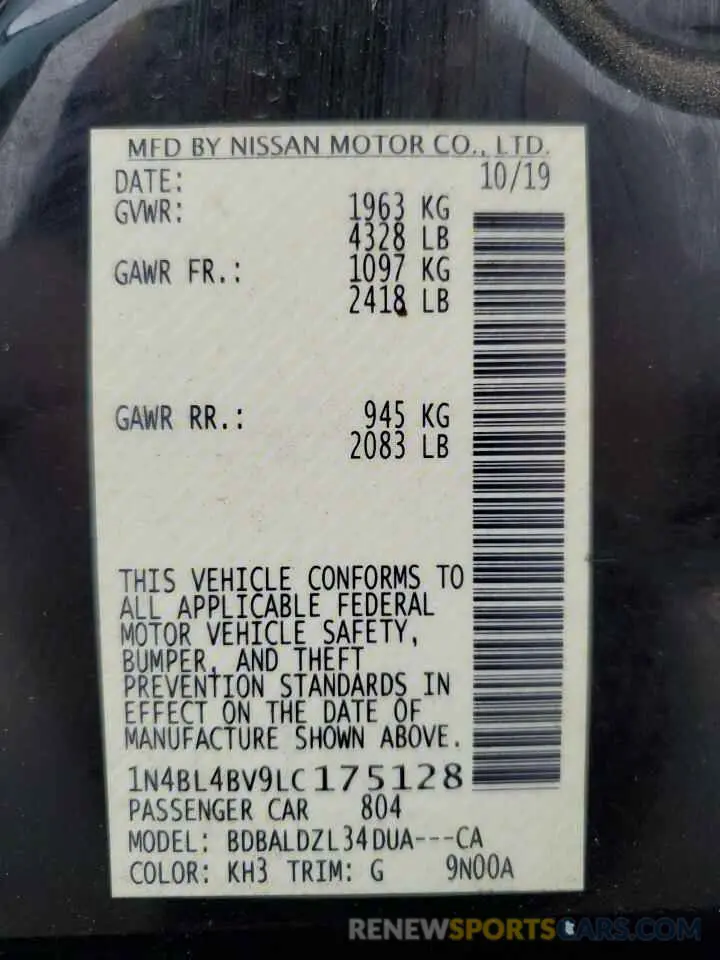 MFD BY NISSAN MOTOR CO., LTD.
DATE: 10/19
GVWR: 1963 KG
4328 LB
GAWR FR.: 1097 KG
2418 LB
GAWR RR.: 945 KG
2083 LB
THIS VEHICLE CONFORMS TO
ALL APPLICABLE FEDERAL
MOTOR VEHICLE SAFETY,
BUMPER, AND THEFT
PREVENTION STANDARDS IN
EFFECT ON THE DATE OF
MANUFACTURE SHOWN ABOVE.
1N4BL4BV9LC175128
PASSENGER CAR 804
MODEL: BDBALDZL34DUA---CA
COLOR: KH3 TRIM: G 9N00A
RENEWSPORTSCARS.COM